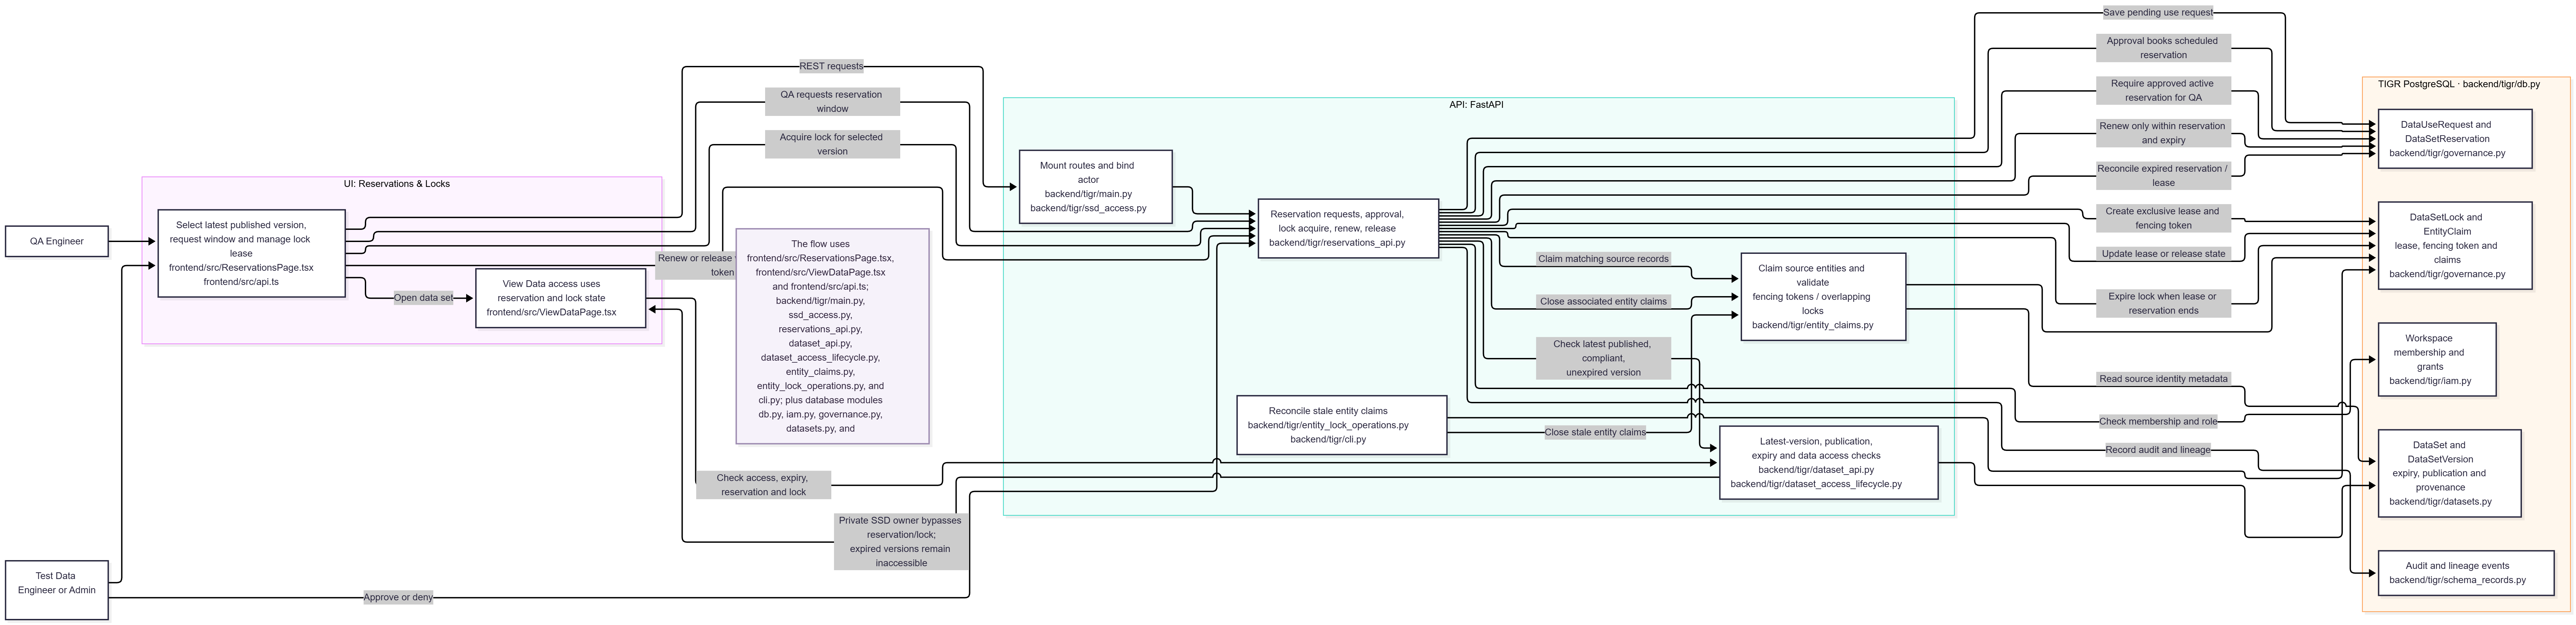 QA Engineer
Test Data
Engineer or Admin
UI: Reservations & Locks
Select latest published version,
request window and manage lock
lease
frontend/src/ReservationsPage.tsx
frontend/src/api.ts
Open data set
View Data access uses
reservation and lock state
frontend/src/ViewDataPage.tsx
REST requests
QA requests reservation
window
Acquire lock for selected
version
Renew or release
token
The flow uses
frontend/src/ReservationsPage.tsx,
frontend/src/ViewDataPage.tsx
and frontend/src/api.ts;
backend/tigr/main.py,
ssd_access.py,
reservations_api.py,
dataset_api.py,
dataset_access_lifecycle.py,
entity_claims.py,
entity_lock_operations.py, and
cli.py; plus database modules
db.py, iam.py, governance.py,
datasets.py, and
Check access, expiry,
reservation and lock
Private SSD owner bypasses
reservation/lock;
expired versions remain
inaccessible
Approve or deny
API: FastAPI
Mount routes and bind
actor
backend/tigr/main.py
backend/tigr/ssd_access.py
Reservation requests, approval,
lock acquire, renew, release
backend/tigr/reservations_api.py
Reconcile stale entity claims
backend/tigr/entity_lock_operations.py
backend/tigr/cli.py
Claim matching source records
Close associated entity claims
Check latest published,
compliant,
unexpired version
Close stale entity claims
Claim source entities and
validate
fencing tokens / overlapping
locks
backend/tigr/entity_claims.py
Latest-version, publication,
expiry and data access checks
backend/tigr/dataset_api.py
backend/tigr/dataset_access_lifecycle.py
Save pending use request
Approval books scheduled
reservation
Require approved active
reservation for QA
Renew only within reservation
and expiry
Reconcile expired reservation /
lease
Create exclusive lease and
fencing token
Update lease or release state
Expire lock when lease or
reservation ends
Read source identity metadata
Check membership and role
Record audit and lineage
TIGR PostgreSQL · backend/tigr/db.py
DataUseRequest and
DataSetReservation
backend/tigr/governance.py
DataSetLock and
EntityClaim
lease, fencing token and
claims
backend/tigr/governance.py
Workspace
membership and
grants
backend/tigr/iam.py
DataSet and
DataSetVersion
expiry, publication and
provenance
backend/tigr/datasets.py
Audit and lineage events
backend/tigr/schema_records.py